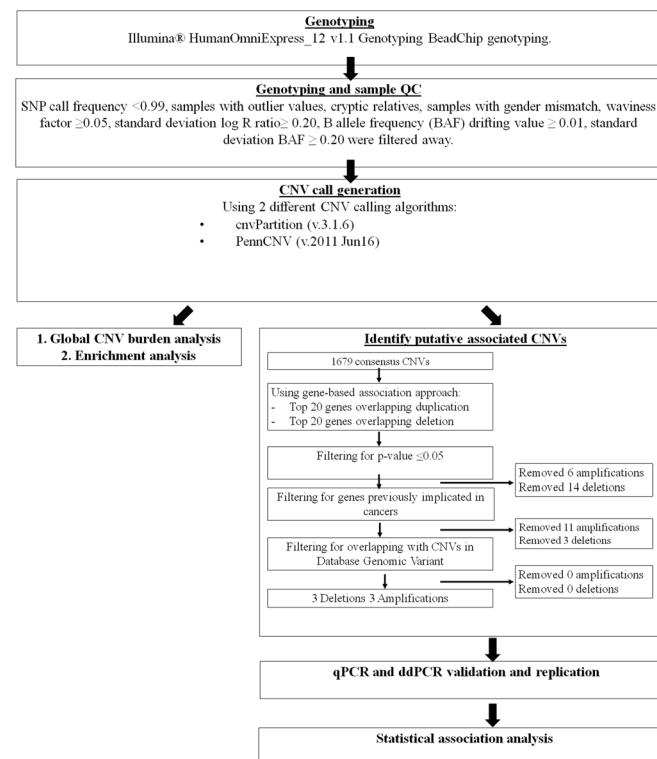 Genotyping
Illumina® HumanOmniExpress_12 v1.1 Genotyping BeadChip genotyping.
Genotyping and sample QC
SNP call frequency <0.99, samples with outlier values, cryptic relatives, samples with gender mismatch, waviness
factor ≥0.05, standard deviation log R ratio≥ 0.20, B allele frequency (BAF) drifting value ≥ 0.01, standard
deviation BAF ≥ 0.20 were filtered away.
CNV call generation
Using 2 different CNV calling algorithms:
• cnvPartition (v.3.1.6)
• PennCNV (v.2011 Jun16)
1. Global CNV burden analysis
2. Enrichment analysis
Identify putative associated CNVs
1679 consensus CNVs
Using gene-based association approach:
- Top 20 genes overlapping duplication
- Top 20 genes overlapping deletion
Filtering for p-value ≤0.05
Removed 6 amplifications
Removed 14 deletions
Filtering for genes previously implicated in
cancers
Removed 11 amplifications
Removed 3 deletions
Filtering for overlapping with CNVs in
Database Genomic Variant
Removed 0 amplifications
Removed 0 deletions
3 Deletions 3 Amplifications
qPCR and ddPCR validation and replication
Statistical association analysis